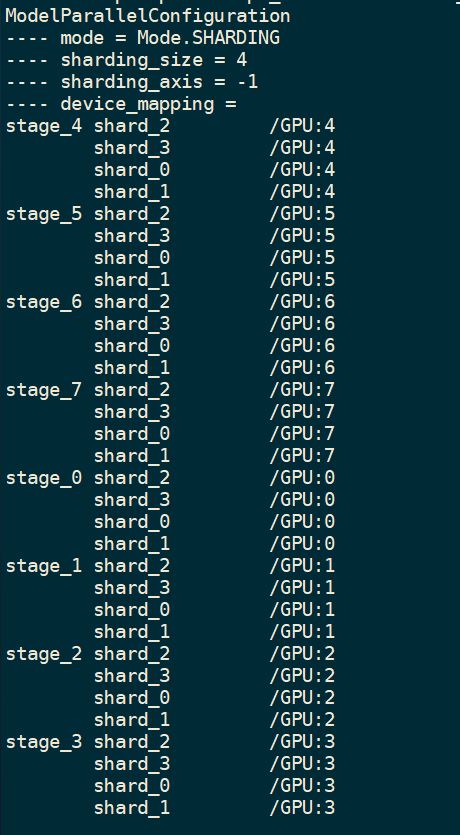 ModelParallelConfiguration
---- mode = Mode.SHARDING
---- sharding_size = 4
---- sharding_axis = -1
---- device_mapping =
stage_4 shard_2         /GPU:4
        shard_3         /GPU:4
        shard_0         /GPU:4
        shard_1         /GPU:4
stage_5 shard_2         /GPU:5
        shard_3         /GPU:5
        shard_0         /GPU:5
        shard_1         /GPU:5
stage_6 shard_2         /GPU:6
        shard_3         /GPU:6
        shard_0         /GPU:6
        shard_1         /GPU:6
stage_7 shard_2         /GPU:7
        shard_3         /GPU:7
        shard_0         /GPU:7
        shard_1         /GPU:7
stage_0 shard_2         /GPU:0
        shard_3         /GPU:0
        shard_0         /GPU:0
        shard_1         /GPU:0
stage_1 shard_2         /GPU:1
        shard_3         /GPU:1
        shard_0         /GPU:1
        shard_1         /GPU:1
stage_2 shard_2         /GPU:2
        shard_3         /GPU:2
        shard_0         /GPU:2
        shard_1         /GPU:2
stage_3 shard_2         /GPU:3
        shard_3         /GPU:3
        shard_0         /GPU:3
        shard_1         /GPU:3